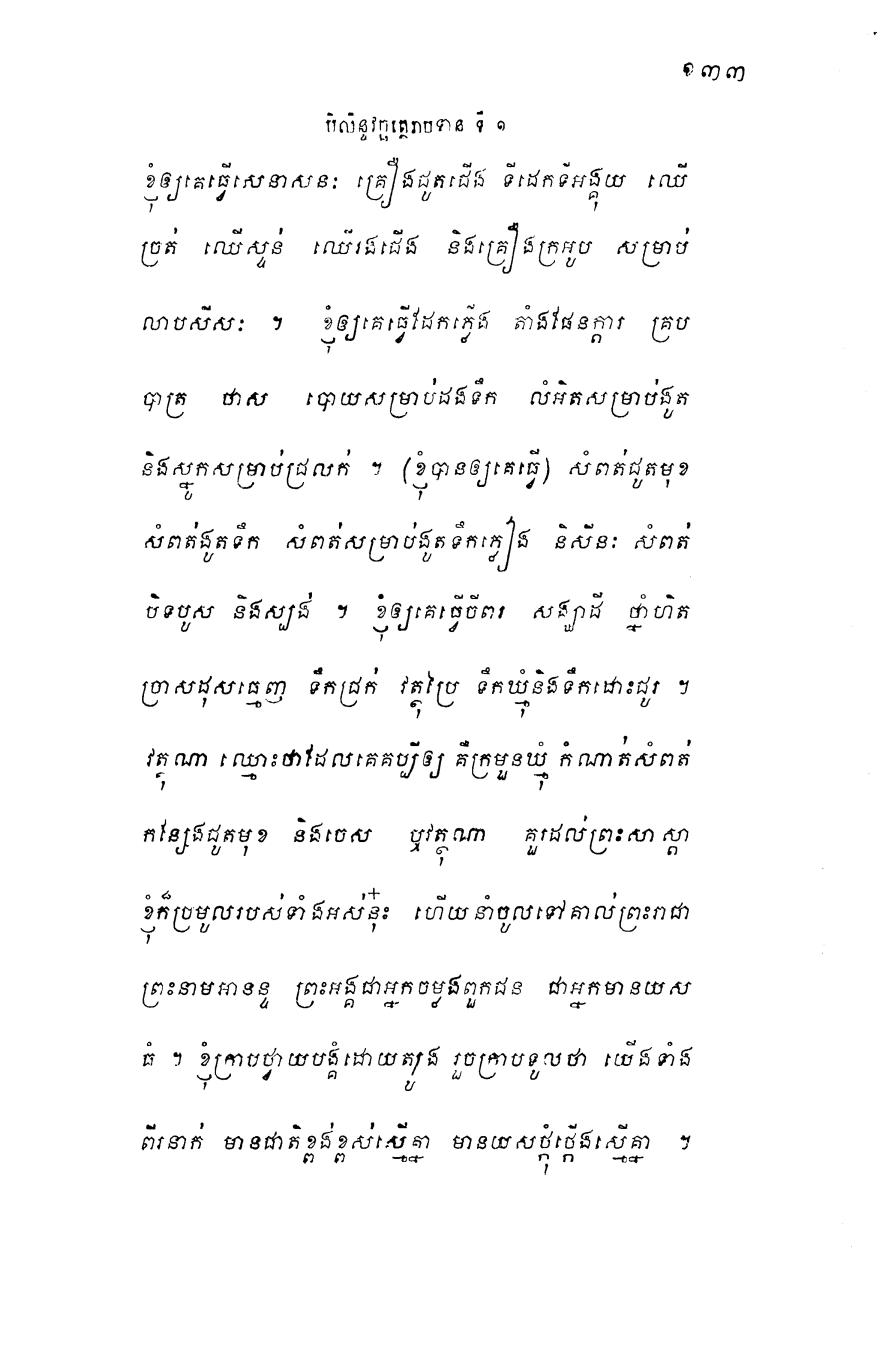 ១៣៣
បិលិន្ទវក្ខត្ថេរាបទាន ទី ១
ខ្ញុំឲ្យគេធ្វើសេនាសនៈ គ្រឿងជូតជើង ទីដេកទីអង្គុយ ឈើ
ច្រត់ ឈើស្ទន់ ឈើរងជើង និងគ្រឿងក្រអូប សម្រាប់
លាបសីសៈ ។ ខ្ញុំឲ្យគេធ្វើដែកភ្លើង តាំងផែនក្តារ គ្រប
បាត្រ ថាស បោយសម្រាប់ដងទឹក លំអិតសម្រាប់ងូត
និងស្នូកសម្រាប់ជ្រលក់ ។ (ខ្ញុំបានឲ្យគេធ្វើ) សំពត់ជូតមុខ
សំពត់ងូតទឹក សំពត់សម្រាប់ងូតទឹកភ្លៀង និសីនៈ សំពត់
បិទបូស និងស្បង់ ។ ខ្ញុំឲ្យគេធ្វើចីពរ សង្ឃាដី ថ្នាំហិត
ច្រាសដុសធ្មេញ ទឹកជ្រក់ វត្ថុប្រៃ ទឹកឃ្មុំនិងទឹកដោះជូរ ។
វត្ថុណា ឈ្មោះថាដែលគេគប្បីឲ្យ គឺក្រមួនឃ្មុំ កំណាត់សំពត់
កន្សែងជូតមុខ និងចេស ឬវត្ថុណា គួរដល់ព្រះសាស្តា
ខ្ញុំក៏ប្រមូលរបស់ទាំងអស់នុ៎ះ ហើយនាំចូលទៅគាល់ព្រះរាជា
ព្រះនាមអានន្ទ ព្រះអង្គជាអ្នកចម្លងពួកជន ជាអ្នកមានយស
ធំ ។ ខ្ញុំក្រាបថ្វាយបង្គំដោយត្បូង រួចក្រាបទូលថា យើងទាំង
ពីរនាក់ មានជាតិខ្ពង់ខ្ពស់ស្មើគ្នា មានយសថ្កុំថ្កើងស្មើគ្នា ។